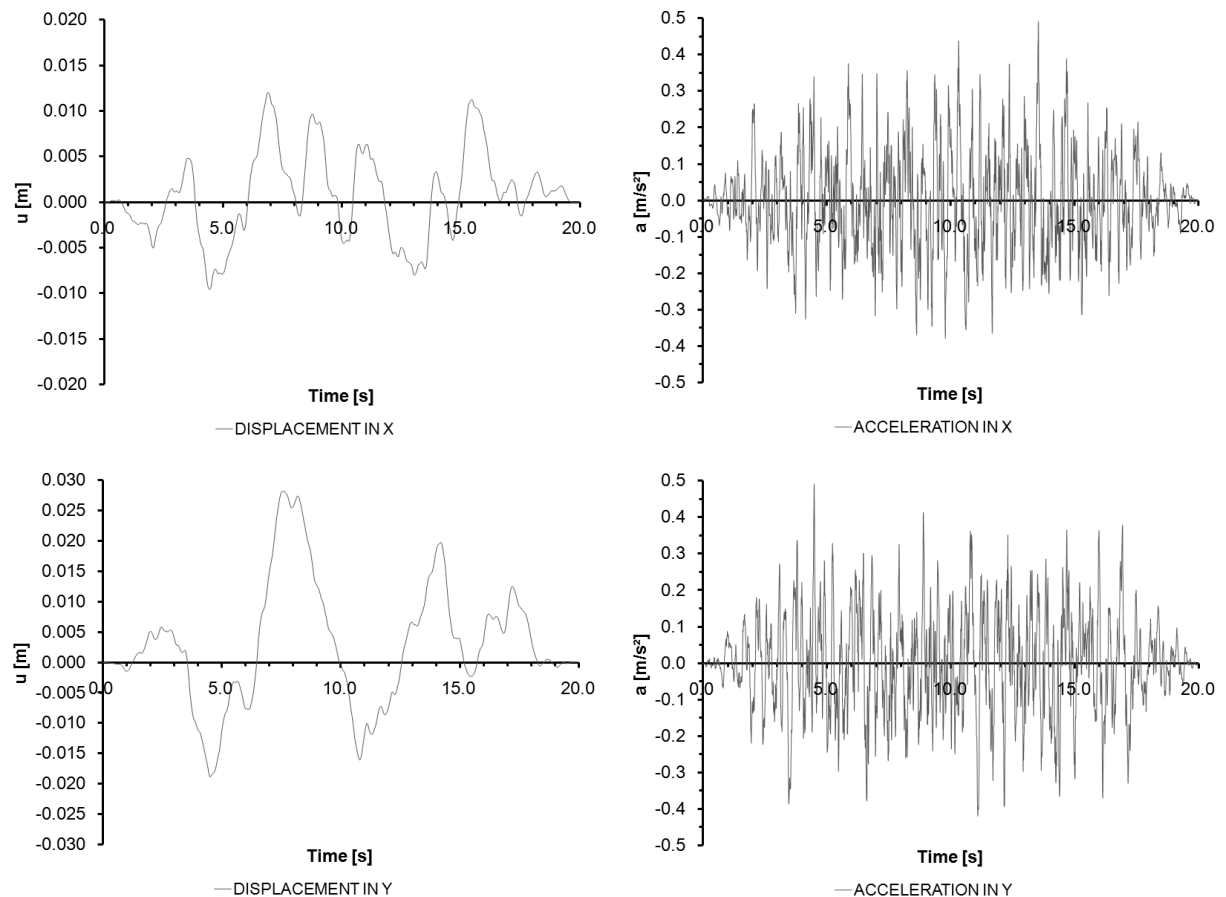 0.020
0.015
0.010
0.005
0.000
-0.005
-0.010
-0.015
-0.020
u [m]
0.0 5.0 10.0 15.0 20.0
Time [s]
DISPLACEMENT IN X
0.5
0.4
0.3
0.2
0.1
0.0
-0.1
-0.2
-0.3
-0.4
-0.5
a [m/s²]
0.0 5.0 10.0 15.0 20.0
Time [s]
ACCELERATION IN X
0.030
0.025
0.020
0.015
0.010
0.005
0.000
-0.005
-0.010
-0.015
-0.020
-0.025
-0.030
u [m]
0.0 5.0 10.0 15.0 20.0
Time [s]
DISPLACEMENT IN Y
0.5
0.4
0.3
0.2
0.1
0.0
-0.1
-0.2
-0.3
-0.4
-0.5
a [m/s²]
0.0 5.0 10.0 15.0 20.0
Time [s]
ACCELERATION IN Y